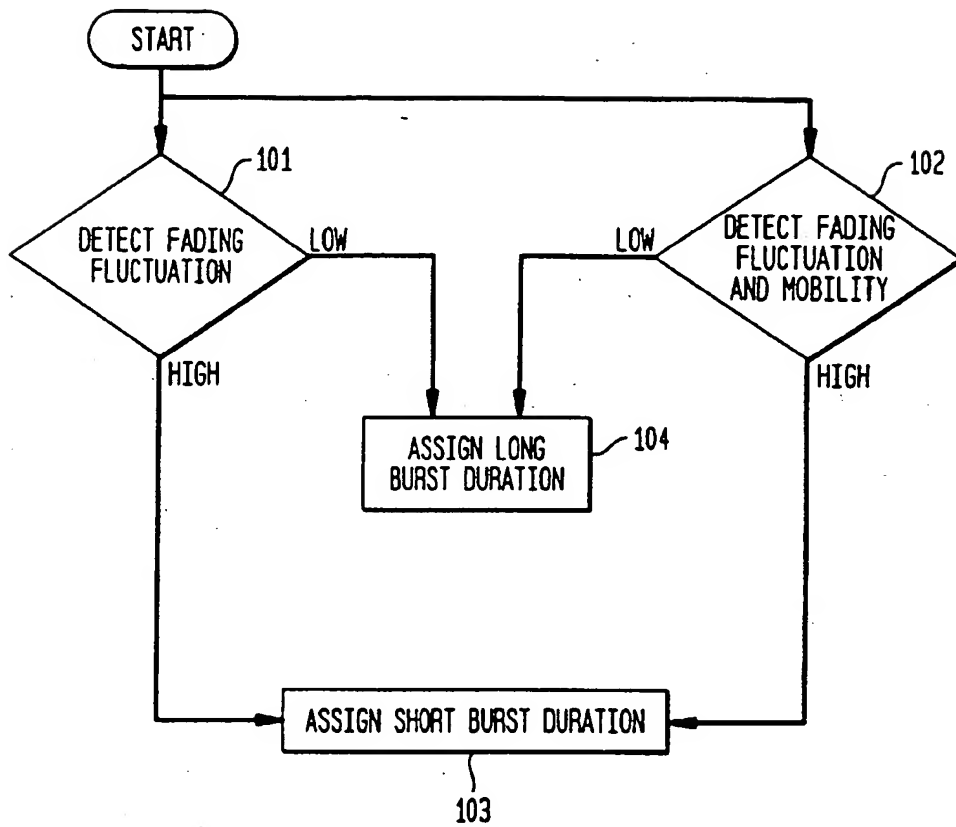 START
101
102
DETECT FADING
FLUCTUATION
DETECT FADING
FLUCTUATION
AND MOBILITY
LOW
LOW
HIGH
HIGH
ASSIGN LONG
BURST DURATION
104
ASSIGN SHORT BURST DURATION
103